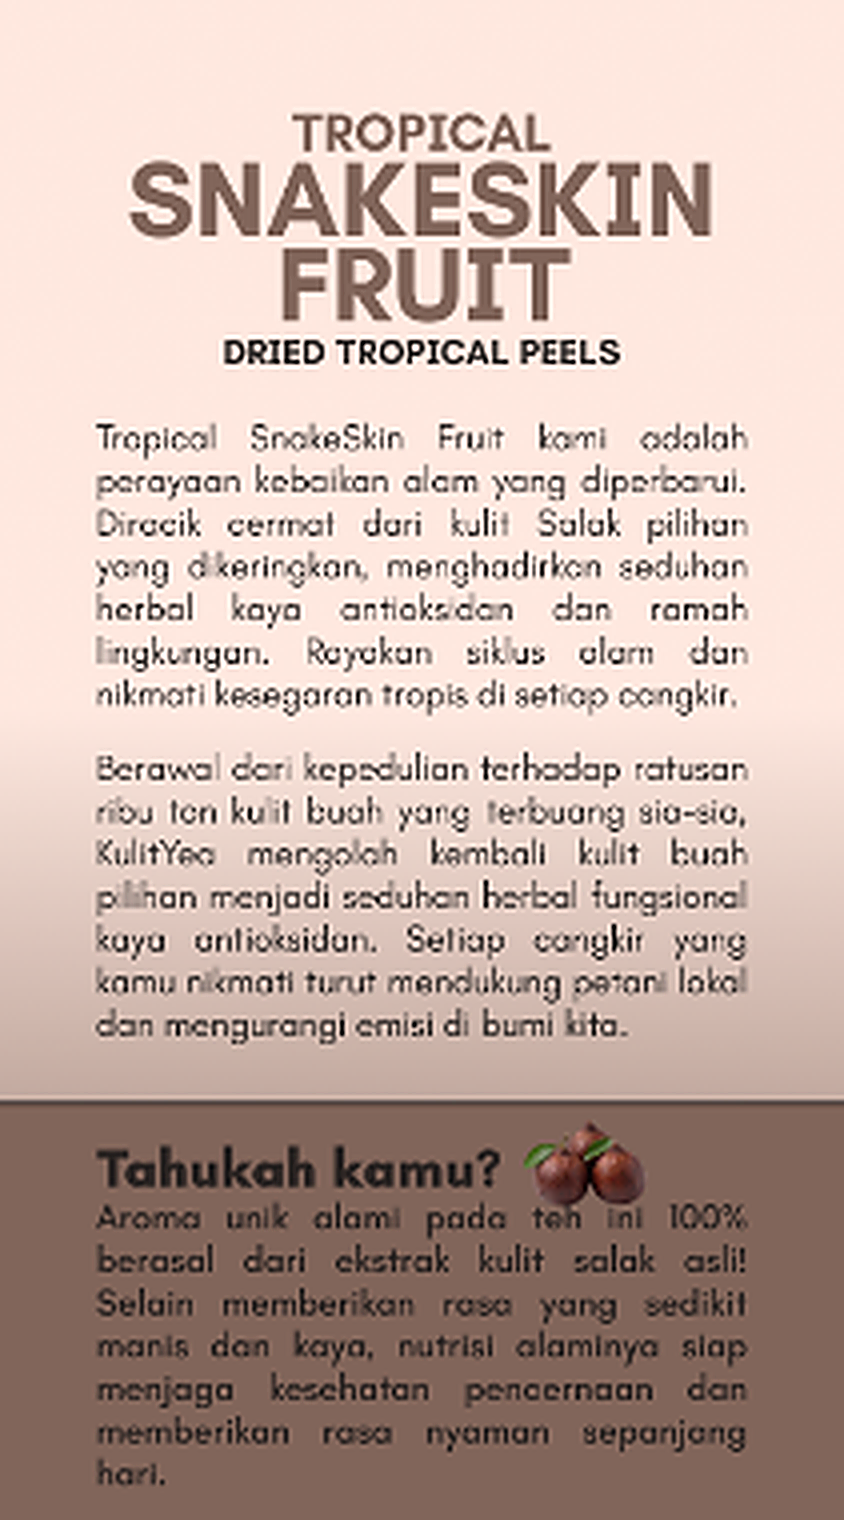 TROPICAL
SNAKESKIN
FRUIT
DRIED TROPICAL PEELS
Tropical SnakeSkin Fruit kami adalah
perayaan kebaikan alam yang diperbarui.
Diracik cermat dari kulit Salak pilihan
yang dikeringkan, menghadirkan seduhan
herbal kaya antioksidan dan ramah
lingkungan. Rayakan siklus alam dan
nikmati kesegaran tropis di setiap cangkir.
Berawal dari kepedulian terhadap ratusan
ribu ton kulit buah yang terbuang sia-sia,
KulitYea mengolah kembali kulit buah
pilihan menjadi seduhan herbal fungsional
kaya antioksidan. Setiap cangkir yang
kamu nikmati turut mendukung petani lokal
dan mengurangi emisi di bumi kita.
Tahukah kamu?
Aroma unik alami pada teh ini 100%
berasal dari ekstrak kulit salak asli!
Selain memberikan rasa yang sedikit
manis dan kaya, nutrisi alaminya siap
menjaga kesehatan pencernaan dan
memberikan rasa nyaman sepanjang
hari.